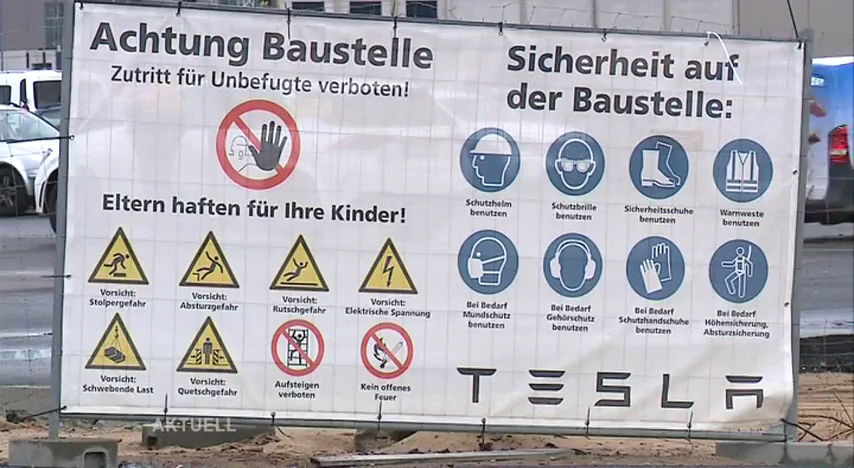 Achtung Baustelle
Zutritt für Unbefugte verboten!
Eltern haften für Ihre Kinder!
Vorsicht:
Stolpergefahr
Vorsicht:
Absturzgefahr
Vorsicht:
Rutschgefahr
Vorsicht:
Elektrische Spannung
Vorsicht:
Schwebende Last
Vorsicht:
Quetschgefahr
Aufsteigen
verboten
Kein offenes
Feuer
Sicherheit auf
der Baustelle:
Schutzhelm
benutzen
Schutzbrille
benutzen
Sicherheitsschuhe
benutzen
Warnweste
benutzen
Bei Bedarf
Mundschutz
benutzen
Bei Bedarf
Gehörschutz
benutzen
Bei Bedarf
Schutzhandschuhe
benutzen
Bei Bedarf
Höhensicherung,
Absturzsicherung
TESLA
AKTUELL